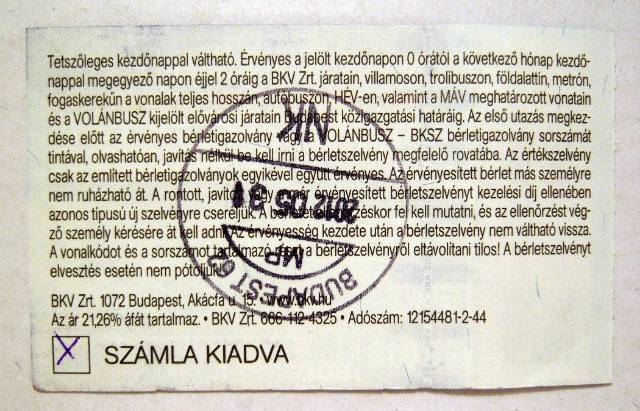 Tetszőleges kezdőnappal váltható. Érvényes a jelölt kezdőnapon 0 órától a következő hónap kezdő-
nappal megegyező napon éjjel 2 óráig a BKV Zrt. járatain, villamoson, trolibuszon, földalattin, metrón,
fogaskerekűn a vonalak teljes hosszán, autóbuszon, HÉV-en, valamint a MÁV meghatározott vonatain
és a VOLÁNBUSZ kijelölt elővárosi járatain Budapest közigazgatási határáig. Az első utazás megkez-
dése előtt az érvényes bérletigazolvány vagy a VOLÁNBUSZ – BKSZ bérletigazolvány sorszámát
tintával, olvashatóan, javítás nélkül be kell írni a bérletszelvény megfelelő rovatába. Az értékszelvény
csak az említett bérletigazolványok egyikével együtt érvényes. Az érvényesített bérlet más személyre
nem ruházható át. A rontott, javított vagy már érvényesített bérletszelvényt kezelési díj ellenében
azonos típusú új szelvényre cseréljük. A bérletet ellenőrzéskor fel kell mutatni, és az ellenőrzést vég-
ző személy kérésére át kell adni. Az érvényesség kezdete után a bérletszelvény nem váltható vissza.
A vonalkódot és a sorszámot tartalmazó részt a bérletszelvényről eltávolítani tilos! A bérletszelvényt
elvesztés esetén nem pótoljuk.
BKV Zrt. 1072 Budapest, Akácfa u. 15. • www.bkv.hu
Az ár 21,26% áfát tartalmaz. • BKV Zrt. 686-112-4325 • Adószám: 12154481-2-44
X SZÁMLA KIADVA
NK
2012 05 31
MP
BUDAPEST 63